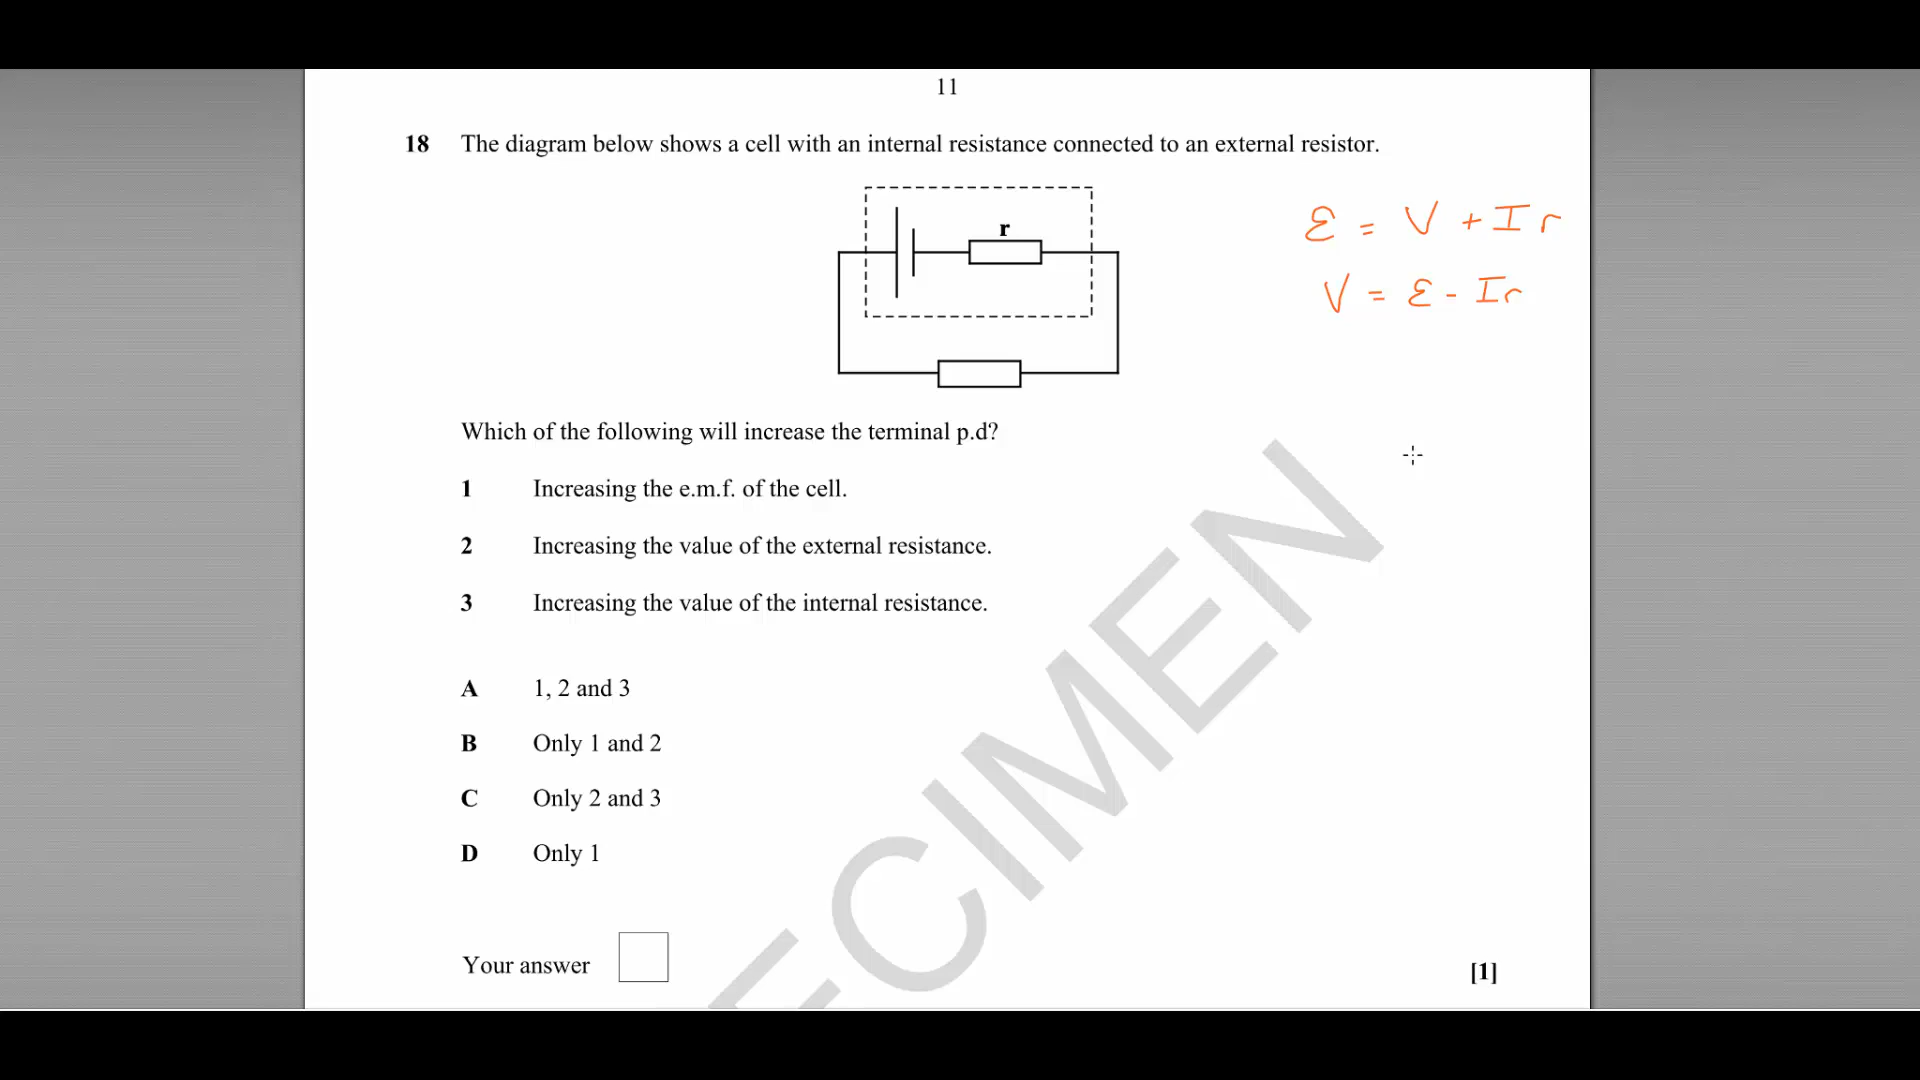 11
18 The diagram below shows a cell with an internal resistance connected to an external resistor.
r
ε = V + Ir
V = ε - Ir
Which of the following will increase the terminal p.d?
1 Increasing the e.m.f. of the cell.
2 Increasing the value of the external resistance.
3 Increasing the value of the internal resistance.
A 1, 2 and 3
B Only 1 and 2
C Only 2 and 3
D Only 1
Your answer
[1]
ECIMEN